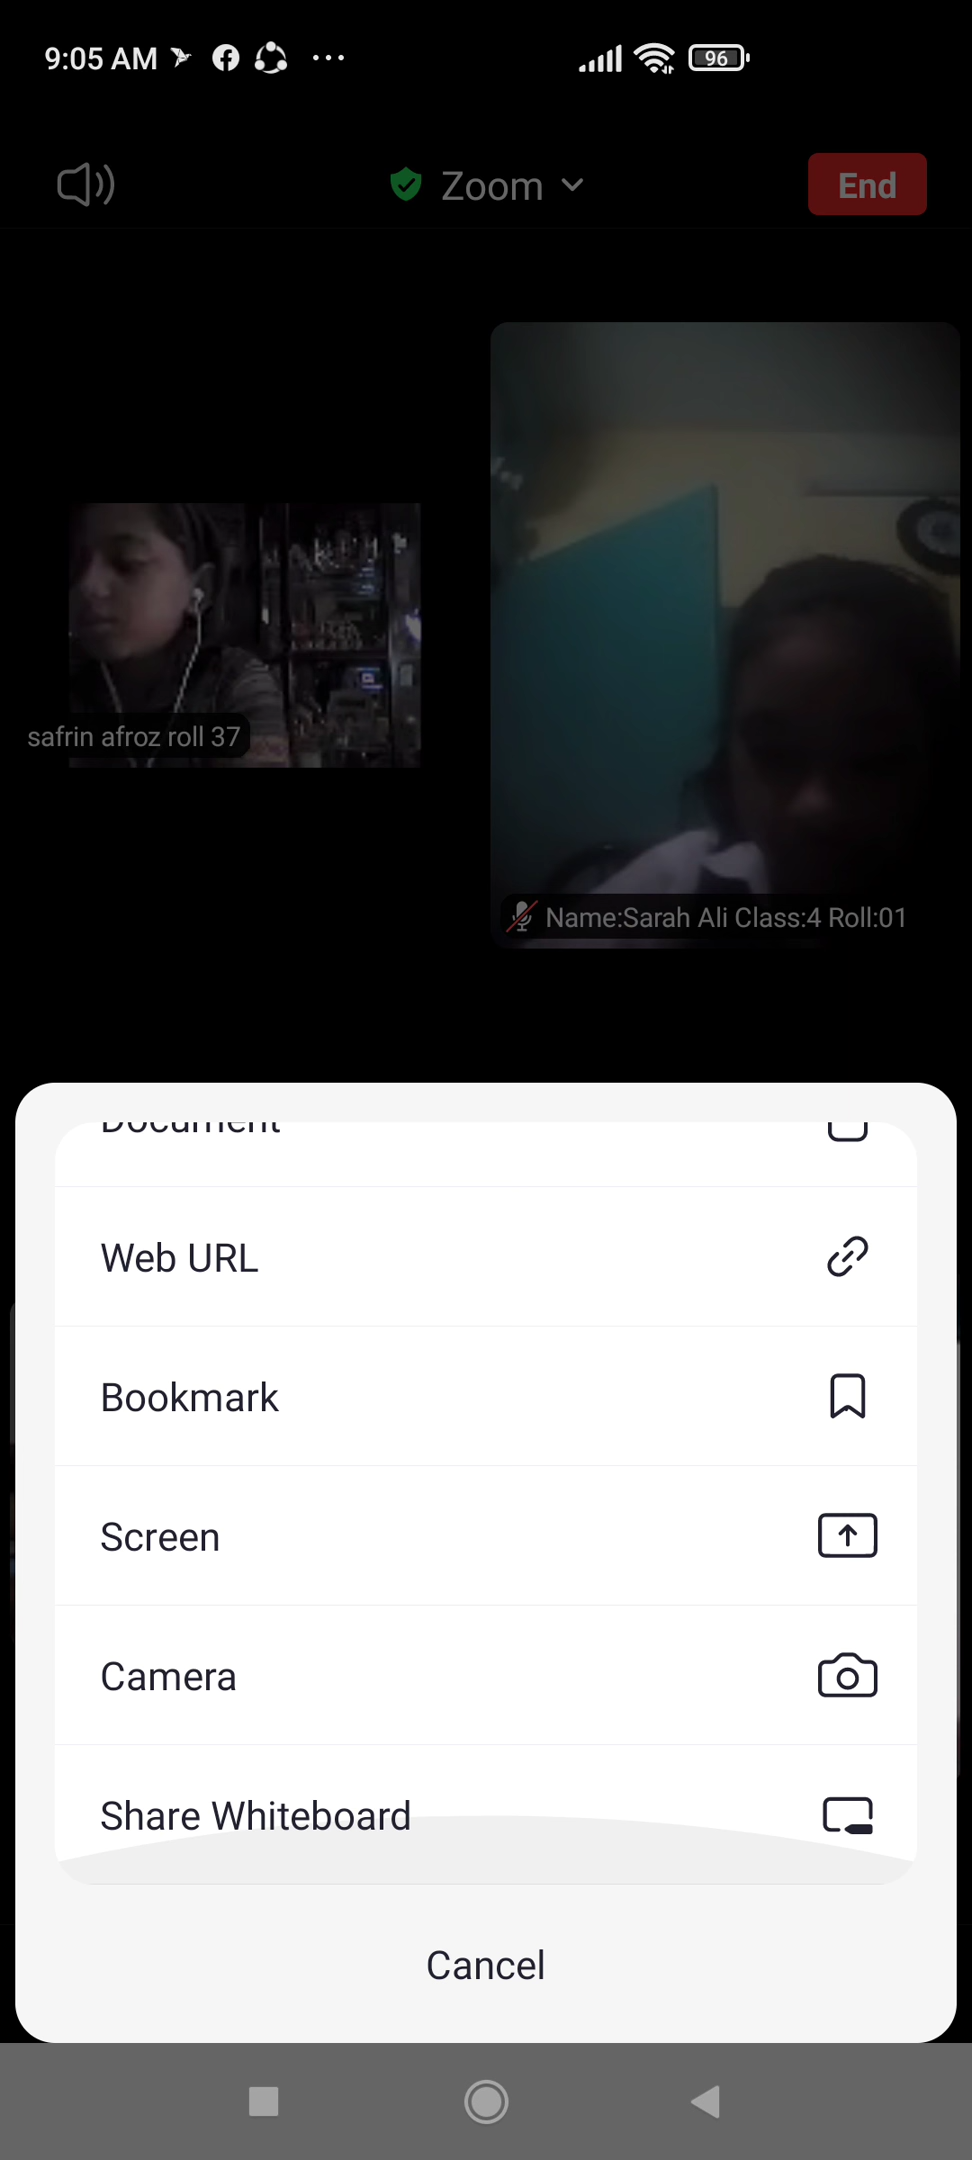 9:05 AM
96
Zoom
End
safrin afroz roll 37
Name:Sarah Ali Class:4 Roll:01
Document
Web URL
Bookmark
Screen
Camera
Share Whiteboard
Cancel